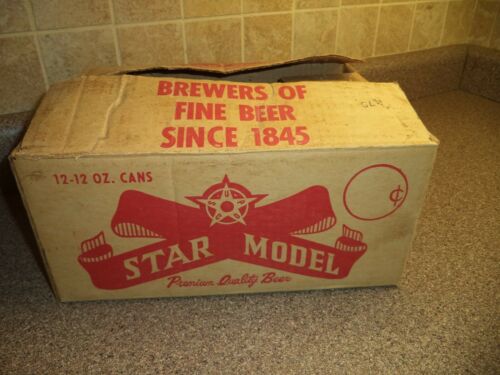 BREWERS OF
FINE BEER
SINCE 1845
12-12 OZ. CANS
¢
STAR MODEL
Premium Quality Beer